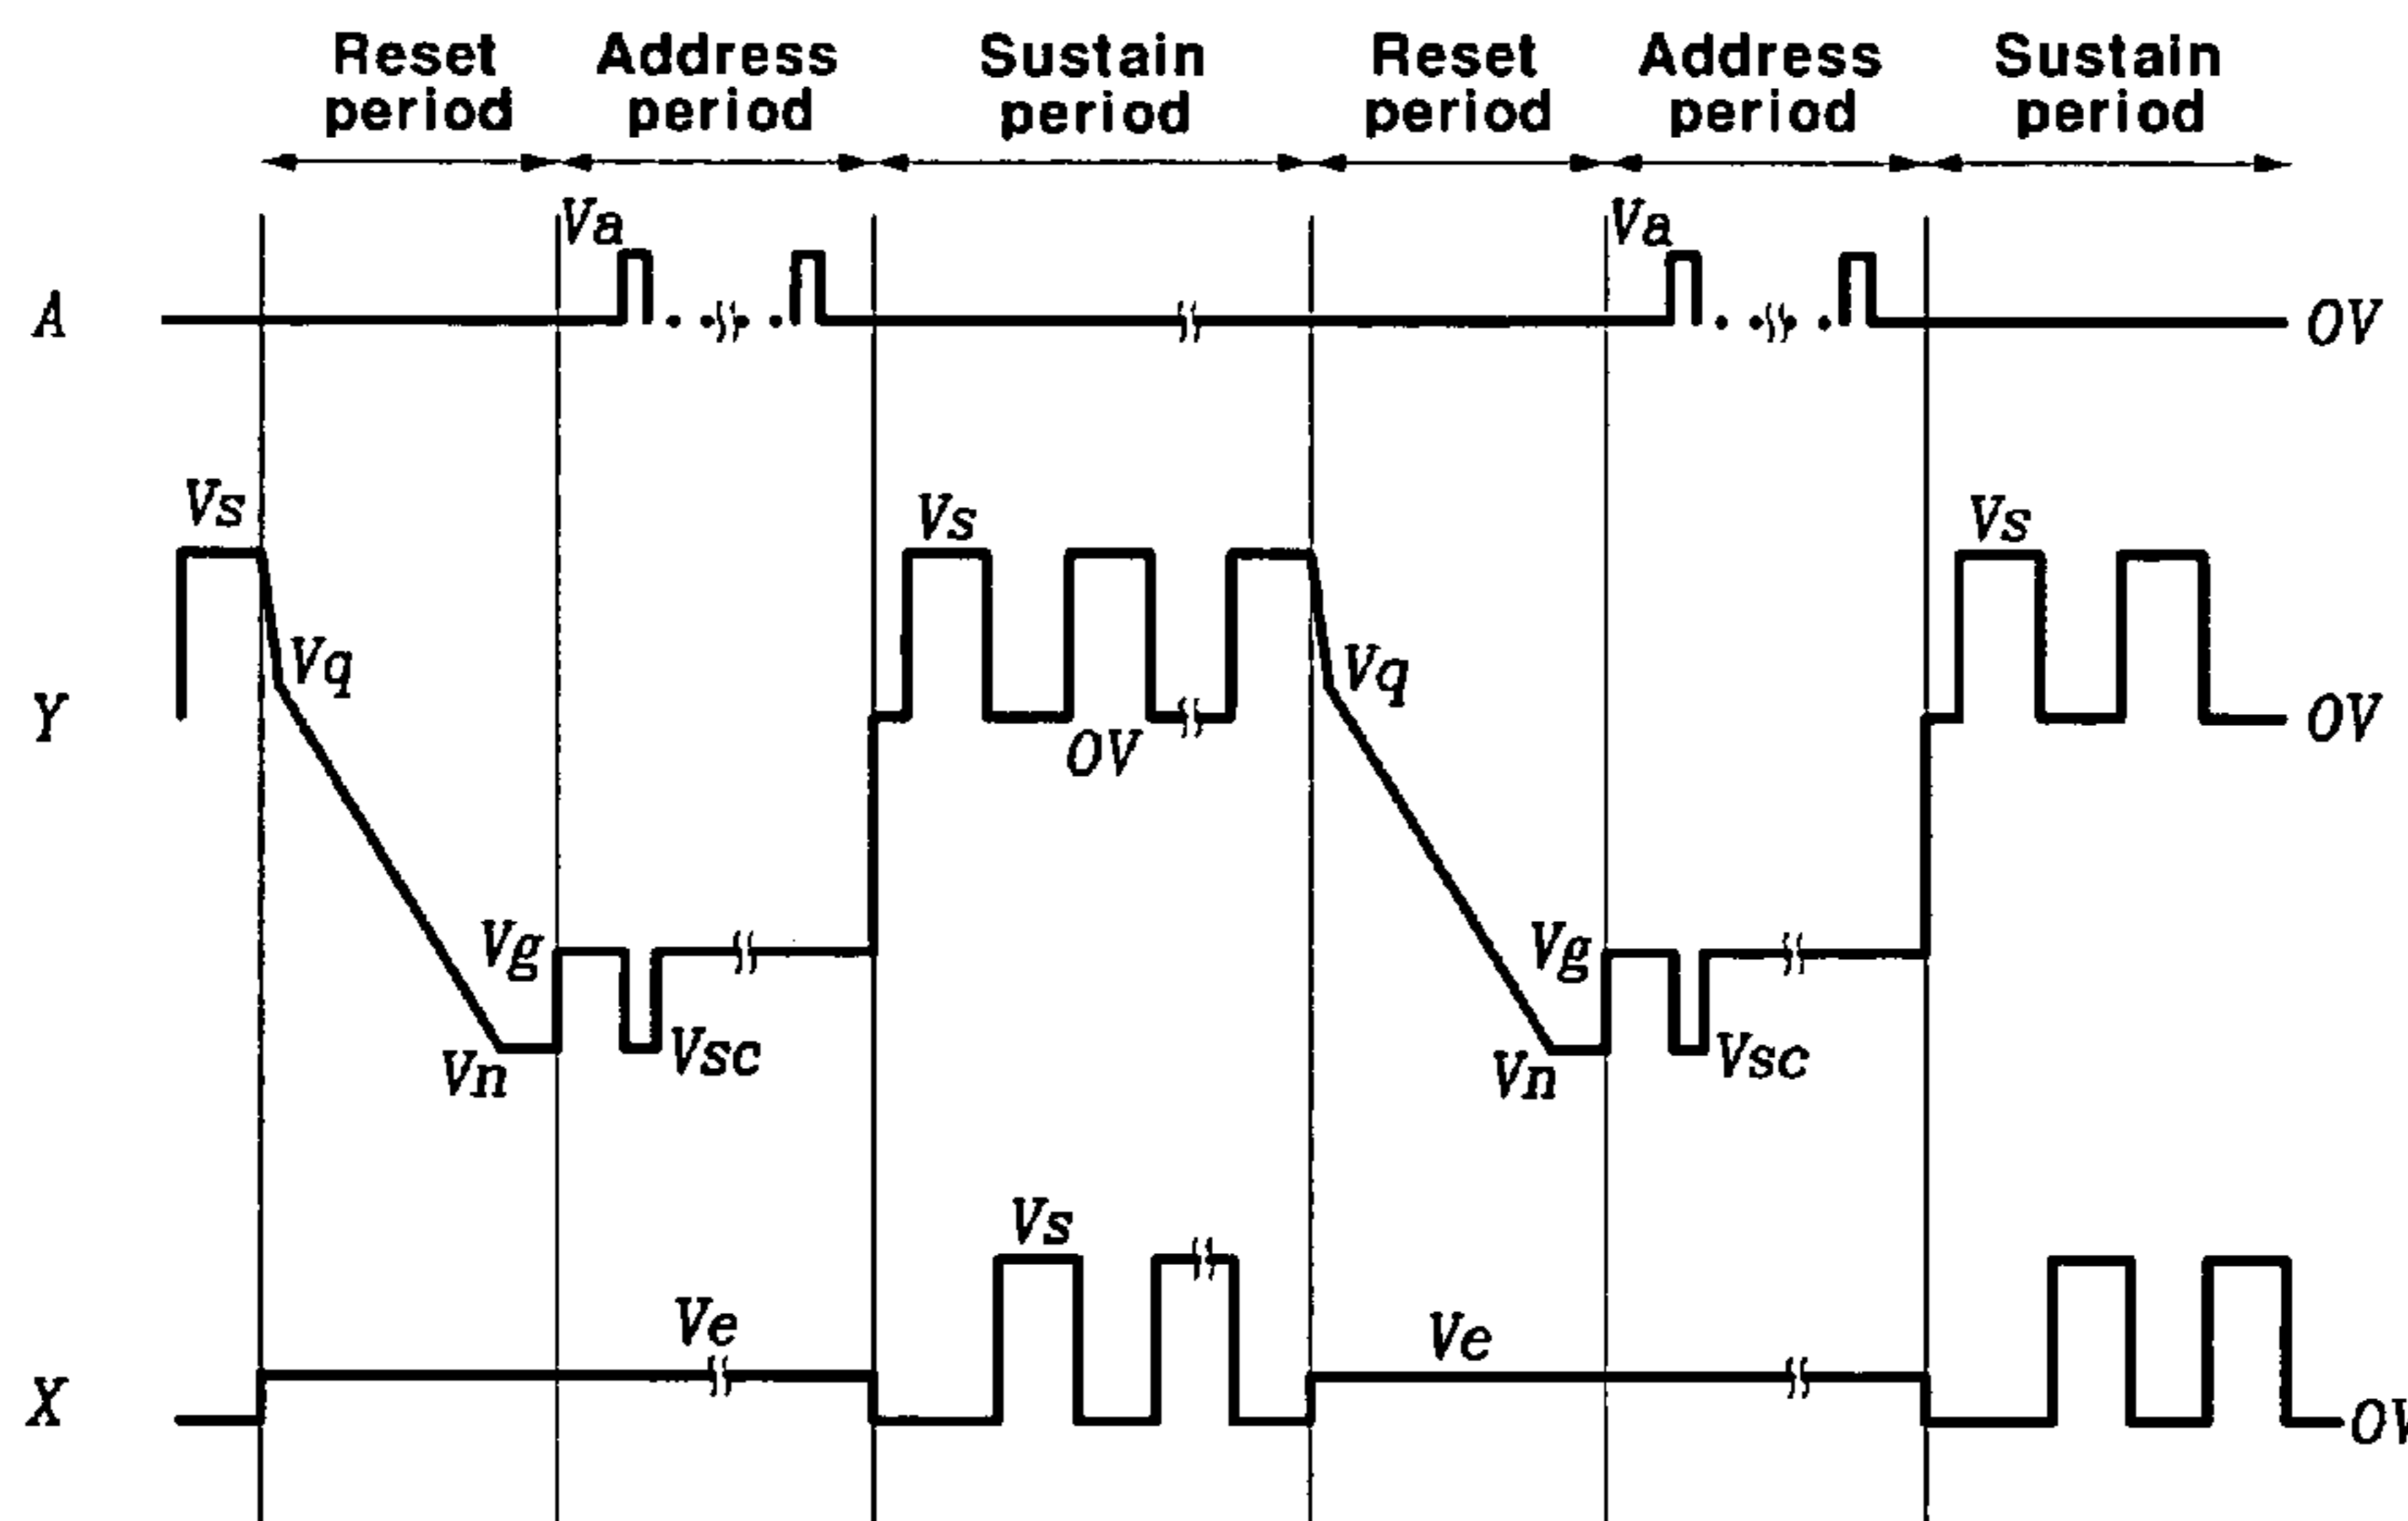 Reset period
Address period
Sustain period
Reset period
Address period
Sustain period
Va
Va
A
0V
Vs
Vs
Vs
Vq
Vq
Y
0V
0V
Vg
Vg
Vn
Vsc
Vn
Vsc
Vs
Ve
Ve
X
0V